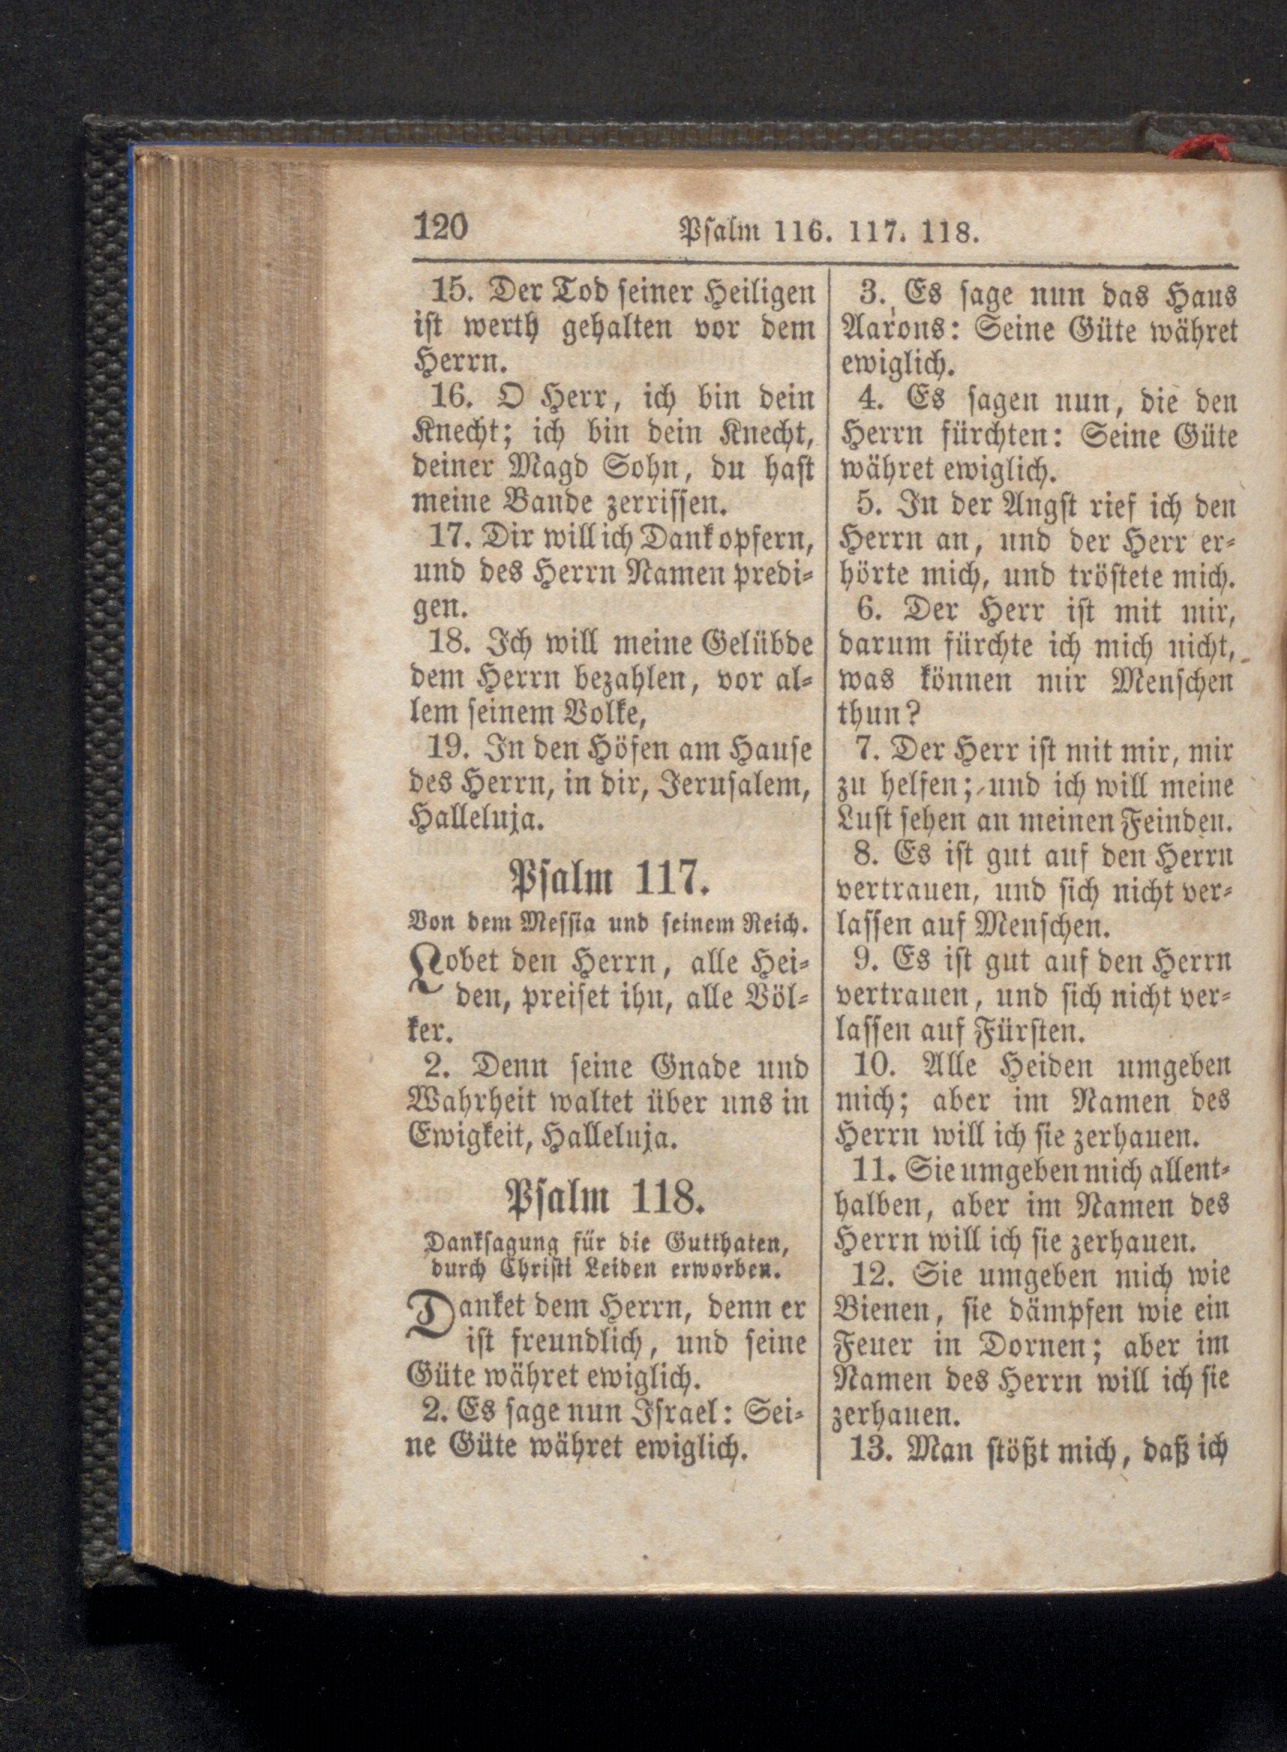 120
Psalm 116. 117. 118.
15. Der Tod seiner Heiligen
ist werth gehalten vor dem
Herrn.
16. O Herr, ich bin dein
Knecht; ich bin dein Knecht,
deiner Magd Sohn, du hast
meine Bande zerrissen.
17. Dir will ich Dank opfern,
und des Herrn Namen predi-
gen.
18. Ich will meine Gelübde
dem Herrn bezahlen, vor al-
lem seinem Volke,
19. In den Höfen am Hause
des Herrn, in dir, Jerusalem,
Halleluja.
Psalm 117.
Von dem Messia und seinem Reich.
Lobet den Herrn, alle Hei-
den, preiset ihn, alle Völ-
ker.
2. Denn seine Gnade und
Wahrheit waltet über uns in
Ewigkeit, Halleluja.
Psalm 118.
Danksagung für die Gutthaten,
durch Christi Leiden erworben.
Danket dem Herrn, denn er
ist freundlich, und seine
Güte währet ewiglich.
2. Es sage nun Israel: Sei-
ne Güte währet ewiglich.
3. Es sage nun das Haus
Aarons: Seine Güte währet
ewiglich.
4. Es sagen nun, die den
Herrn fürchten: Seine Güte
währet ewiglich.
5. In der Angst rief ich den
Herrn an, und der Herr er-
hörte mich, und tröstete mich.
6. Der Herr ist mit mir,
darum fürchte ich mich nicht,
was können mir Menschen
thun?
7. Der Herr ist mit mir, mir
zu helfen; und ich will meine
Lust sehen an meinen Feinden.
8. Es ist gut auf den Herrn
vertrauen, und sich nicht ver-
lassen auf Menschen.
9. Es ist gut auf den Herrn
vertrauen, und sich nicht ver-
lassen auf Fürsten.
10. Alle Heiden umgeben
mich; aber im Namen des
Herrn will ich sie zerhauen.
11. Sie umgeben mich allent-
halben, aber im Namen des
Herrn will ich sie zerhauen.
12. Sie umgeben mich wie
Bienen, sie dämpfen wie ein
Feuer in Dornen; aber im
Namen des Herrn will ich sie
zerhauen.
13. Man stößt mich, daß ich